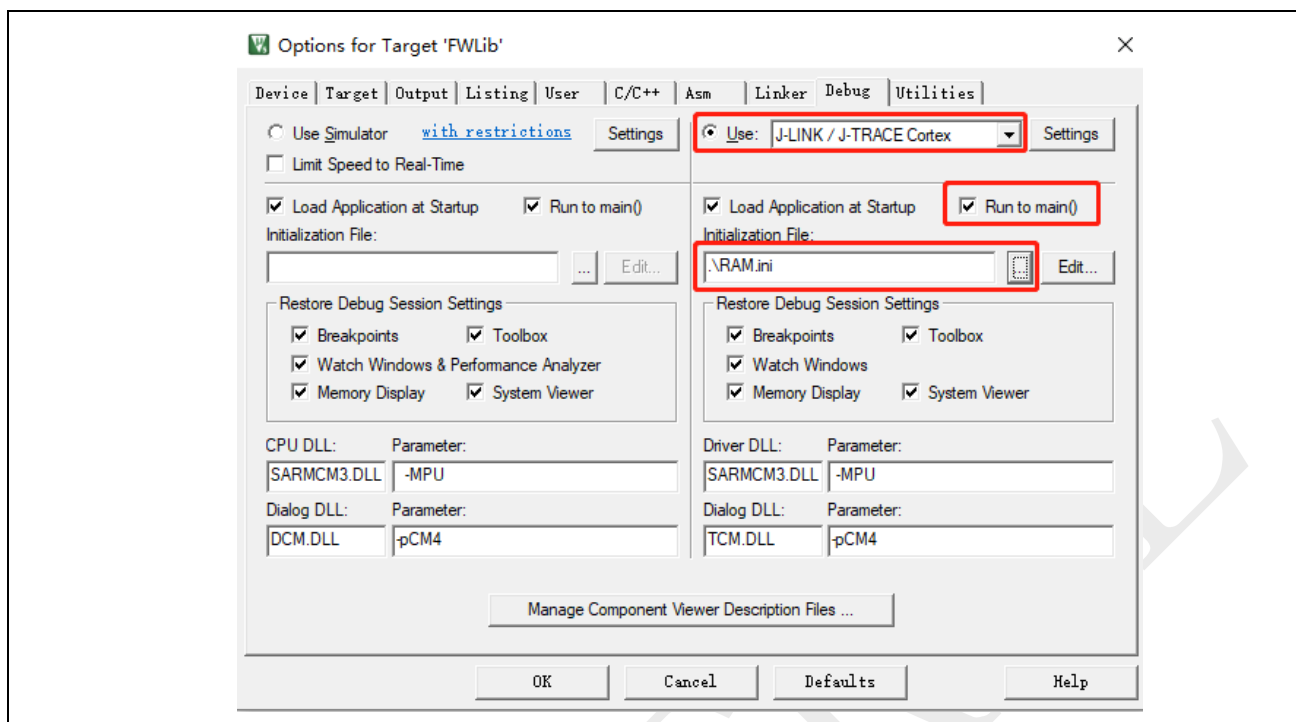 Options for Target 'FWLib'
Device Target Output Listing User C/C++ Asm Linker Debug Utilities
Use Simulator with restrictions Settings Use: J-LINK / J-TRACE Cortex Settings
Limit Speed to Real-Time
Load Application at Startup Run to main() Load Application at Startup Run to main()
Initialization File: Initialization File:
... Edit... .\RAM.ini ... Edit...
Restore Debug Session Settings Restore Debug Session Settings
Breakpoints Toolbox Breakpoints Toolbox
Watch Windows & Performance Analyzer Watch Windows
Memory Display System Viewer Memory Display System Viewer
CPU DLL: Parameter: Driver DLL: Parameter:
SARMCM3.DLL -MPU SARMCM3.DLL -MPU
Dialog DLL: Parameter: Dialog DLL: Parameter:
DCM.DLL -pCM4 TCM.DLL -pCM4
Manage Component Viewer Description Files ...
OK Cancel Defaults Help